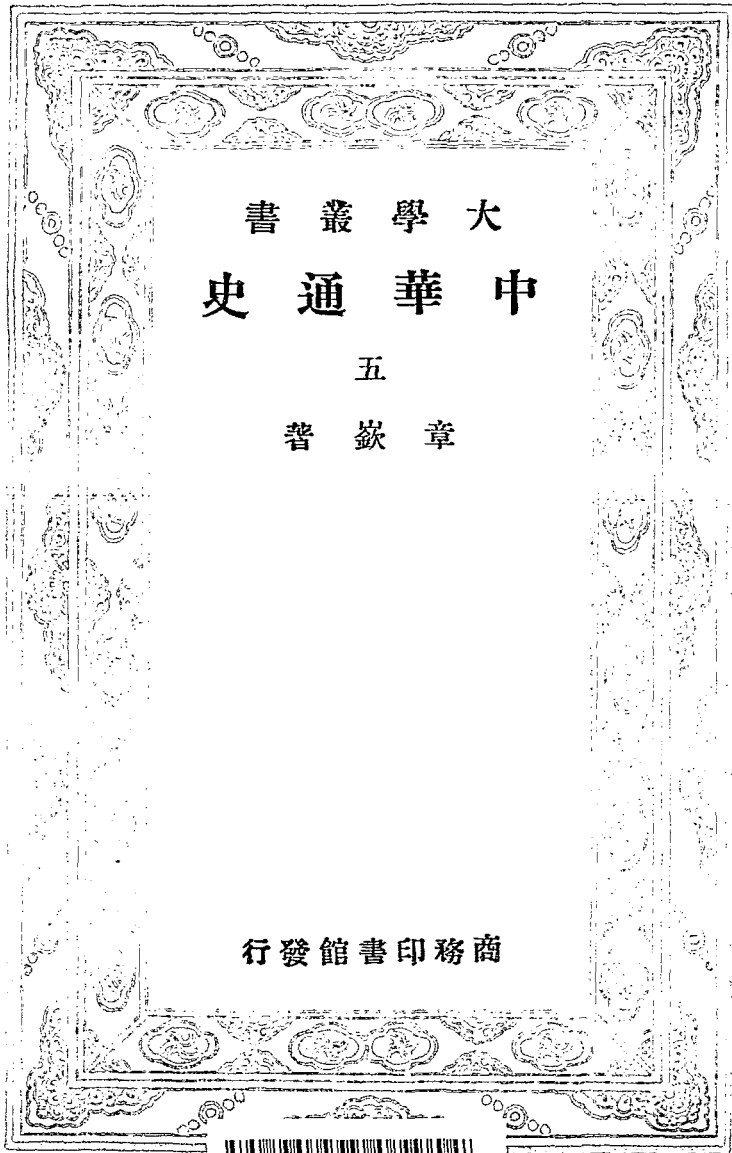 大學叢書
中華通史
五
章嶔著
商務印書館發行